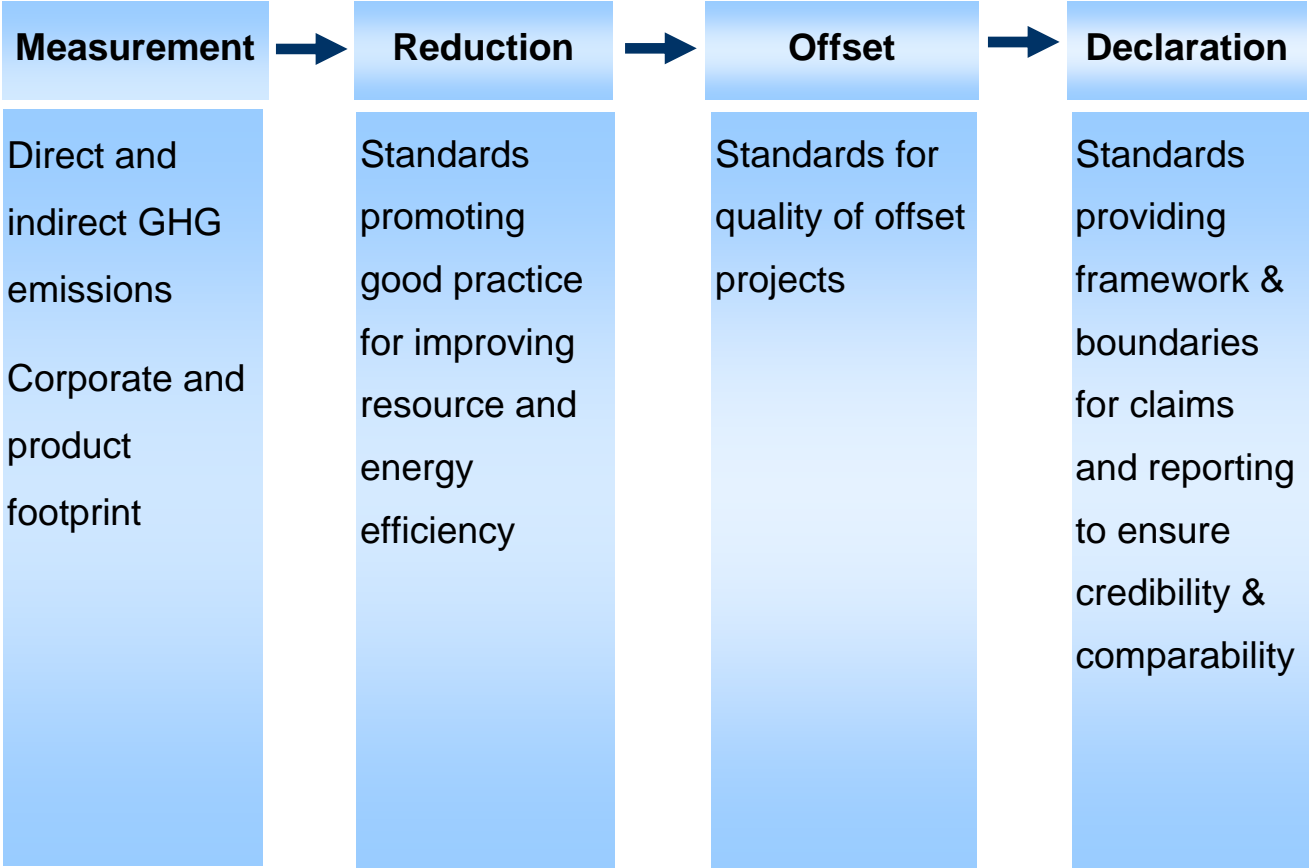 Measurement
Reduction
Offset
Declaration
Direct and
indirect GHG
emissions
Corporate and
product
footprint
Standards
promoting
good practice
for improving
resource and
energy
efficiency
Standards for
quality of offset
projects
Standards
providing
framework &
boundaries
for claims
and reporting
to ensure
credibility &
comparability